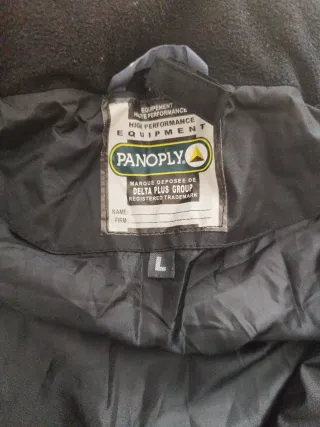 EQUIPEMENT
HAUTE PERFORMANCE
HIGH PERFORMANCE
EQUIPMENT
PANOPLY
MARQUE DEPOSEE DE
DELTA PLUS GROUP
REGISTERED TRADEMARK
NAME:
FIRM:
L